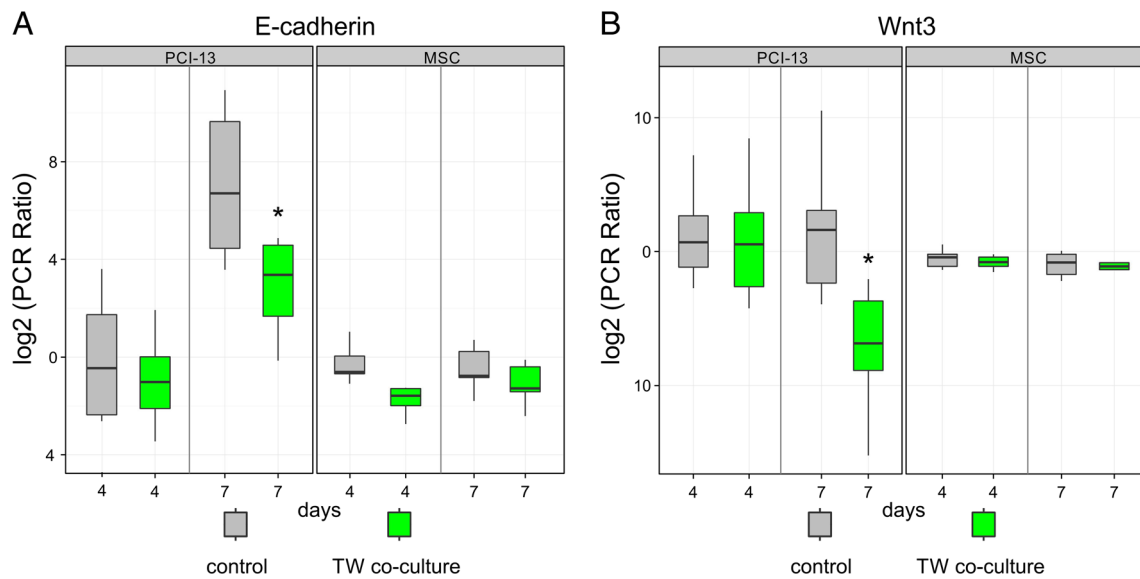 A
E-cadherin
PCI-13
MSC
log2 (PCR Ratio)
8
4
0
4
*
4
4
7
7
4
4
7
7
days
control
TW co-culture
B
Wnt3
PCI-13
MSC
log2 (PCR Ratio)
10
0
10
*
4
4
7
7
4
4
7
7
days
control
TW co-culture